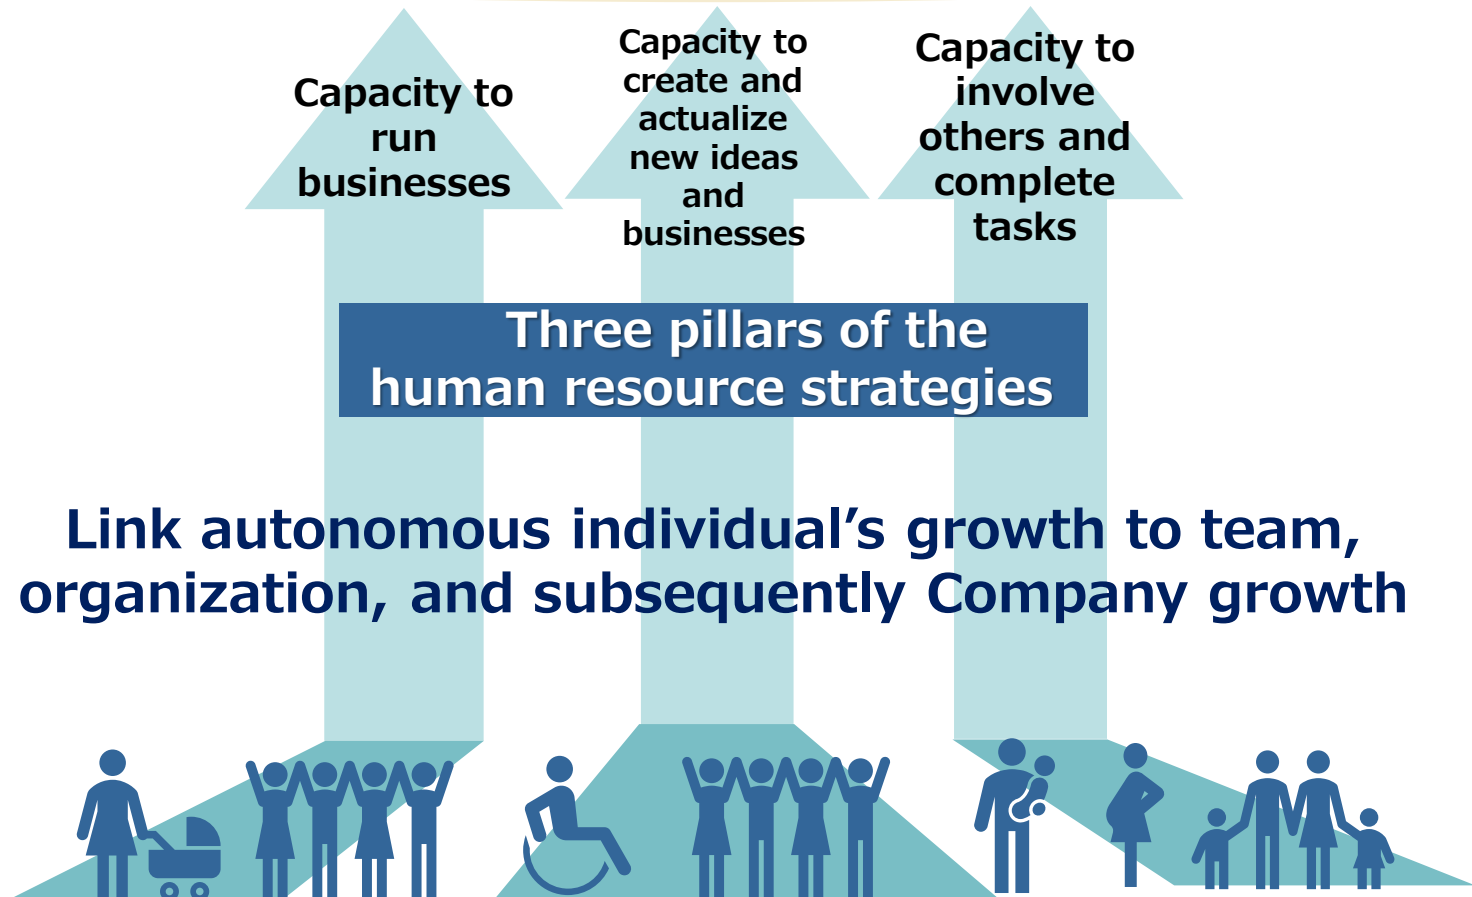 Capacity to
run
businesses
Capacity to
create and
actualize
new ideas
and
businesses
Capacity to
involve
others and
complete
tasks
Three pillars of the
human resource strategies
Link autonomous individual’s growth to team,
organization, and subsequently Company growth